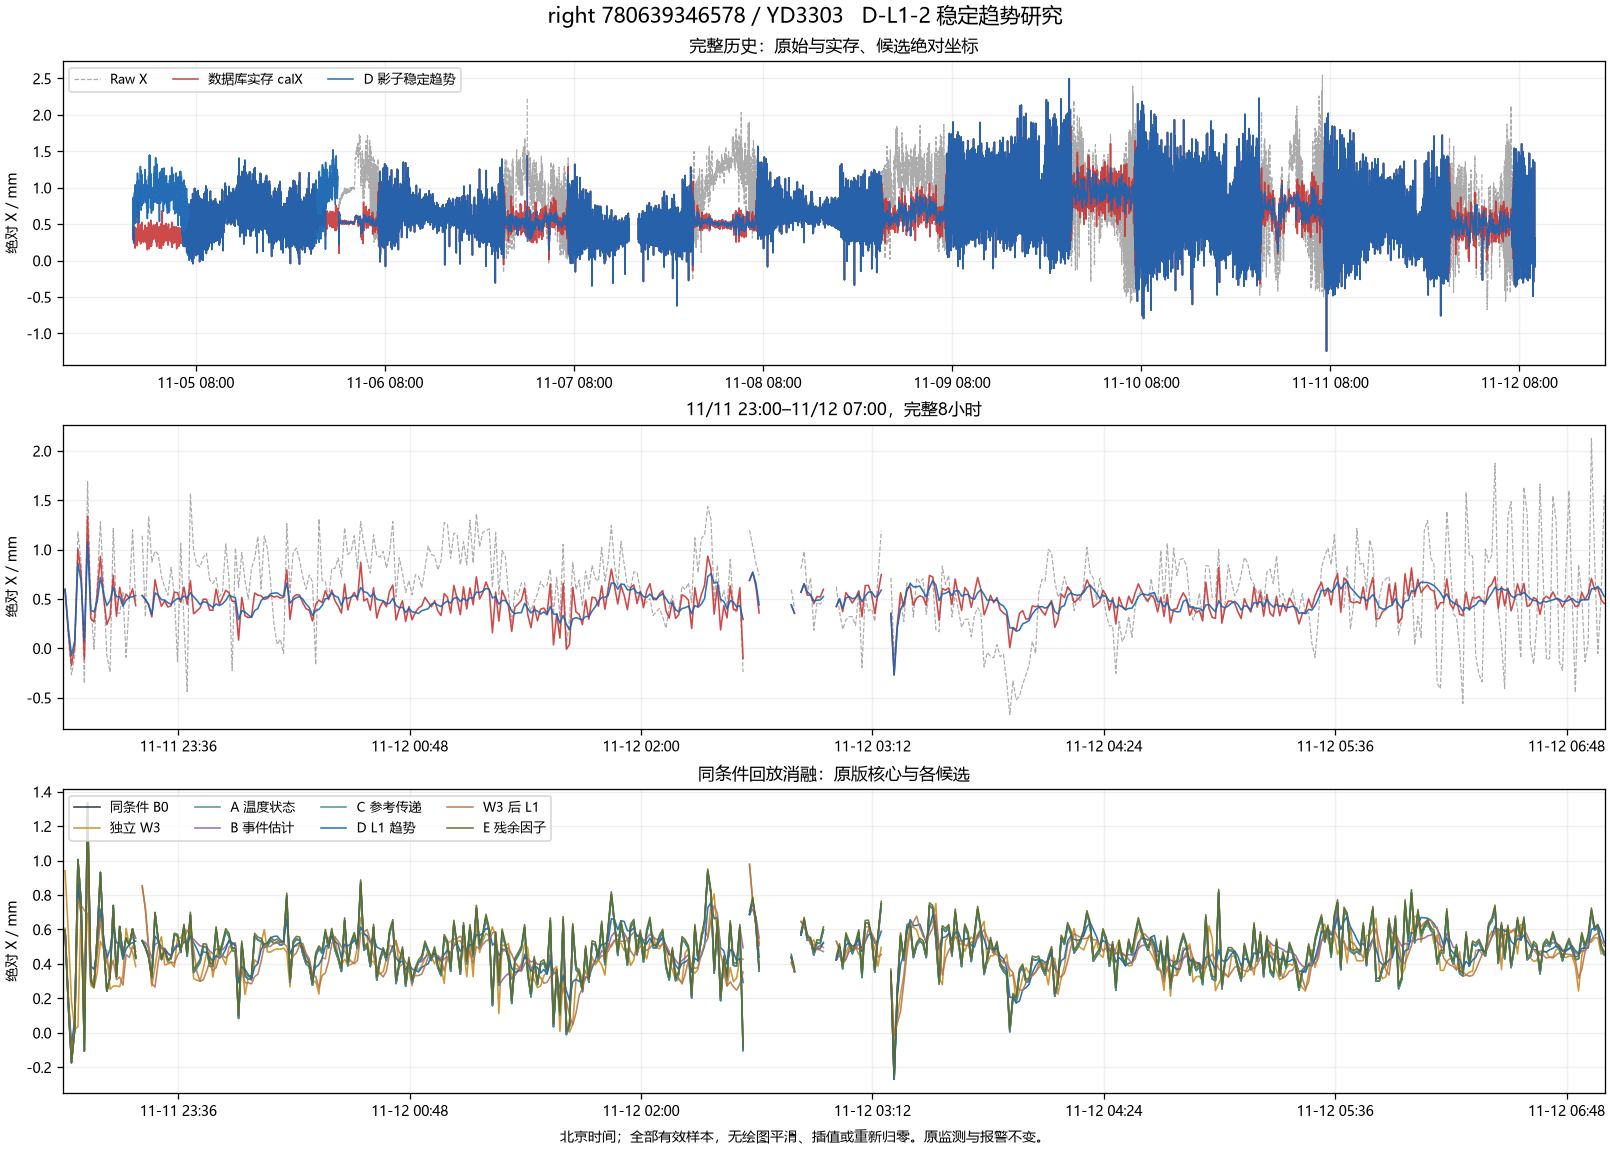 right 780639346578 / YD3303   D-L1-2 稳定趋势研究
完整历史：原始与实存、候选绝对坐标
Raw X
数据库实存 calX
D 影子稳定趋势
绝对 X / mm
2.5
2.0
1.5
1.0
0.5
0.0
-0.5
-1.0
11-05 08:00
11-06 08:00
11-07 08:00
11-08 08:00
11-09 08:00
11-10 08:00
11-11 08:00
11-12 08:00
11/11 23:00–11/12 07:00，完整8小时
绝对 X / mm
2.0
1.5
1.0
0.5
0.0
-0.5
11-11 23:36
11-12 00:48
11-12 02:00
11-12 03:12
11-12 04:24
11-12 05:36
11-12 06:48
同条件回放消融：原版核心与各候选
同条件 B0
A 温度状态
C 参考传递
W3 后 L1
独立 W3
B 事件估计
D L1 趋势
E 残余因子
绝对 X / mm
1.4
1.2
1.0
0.8
0.6
0.4
0.2
0.0
-0.2
11-11 23:36
11-12 00:48
11-12 02:00
11-12 03:12
11-12 04:24
11-12 05:36
11-12 06:48
北京时间；全部有效样本，无绘图平滑、插值或重新归零。原监测与报警不变。